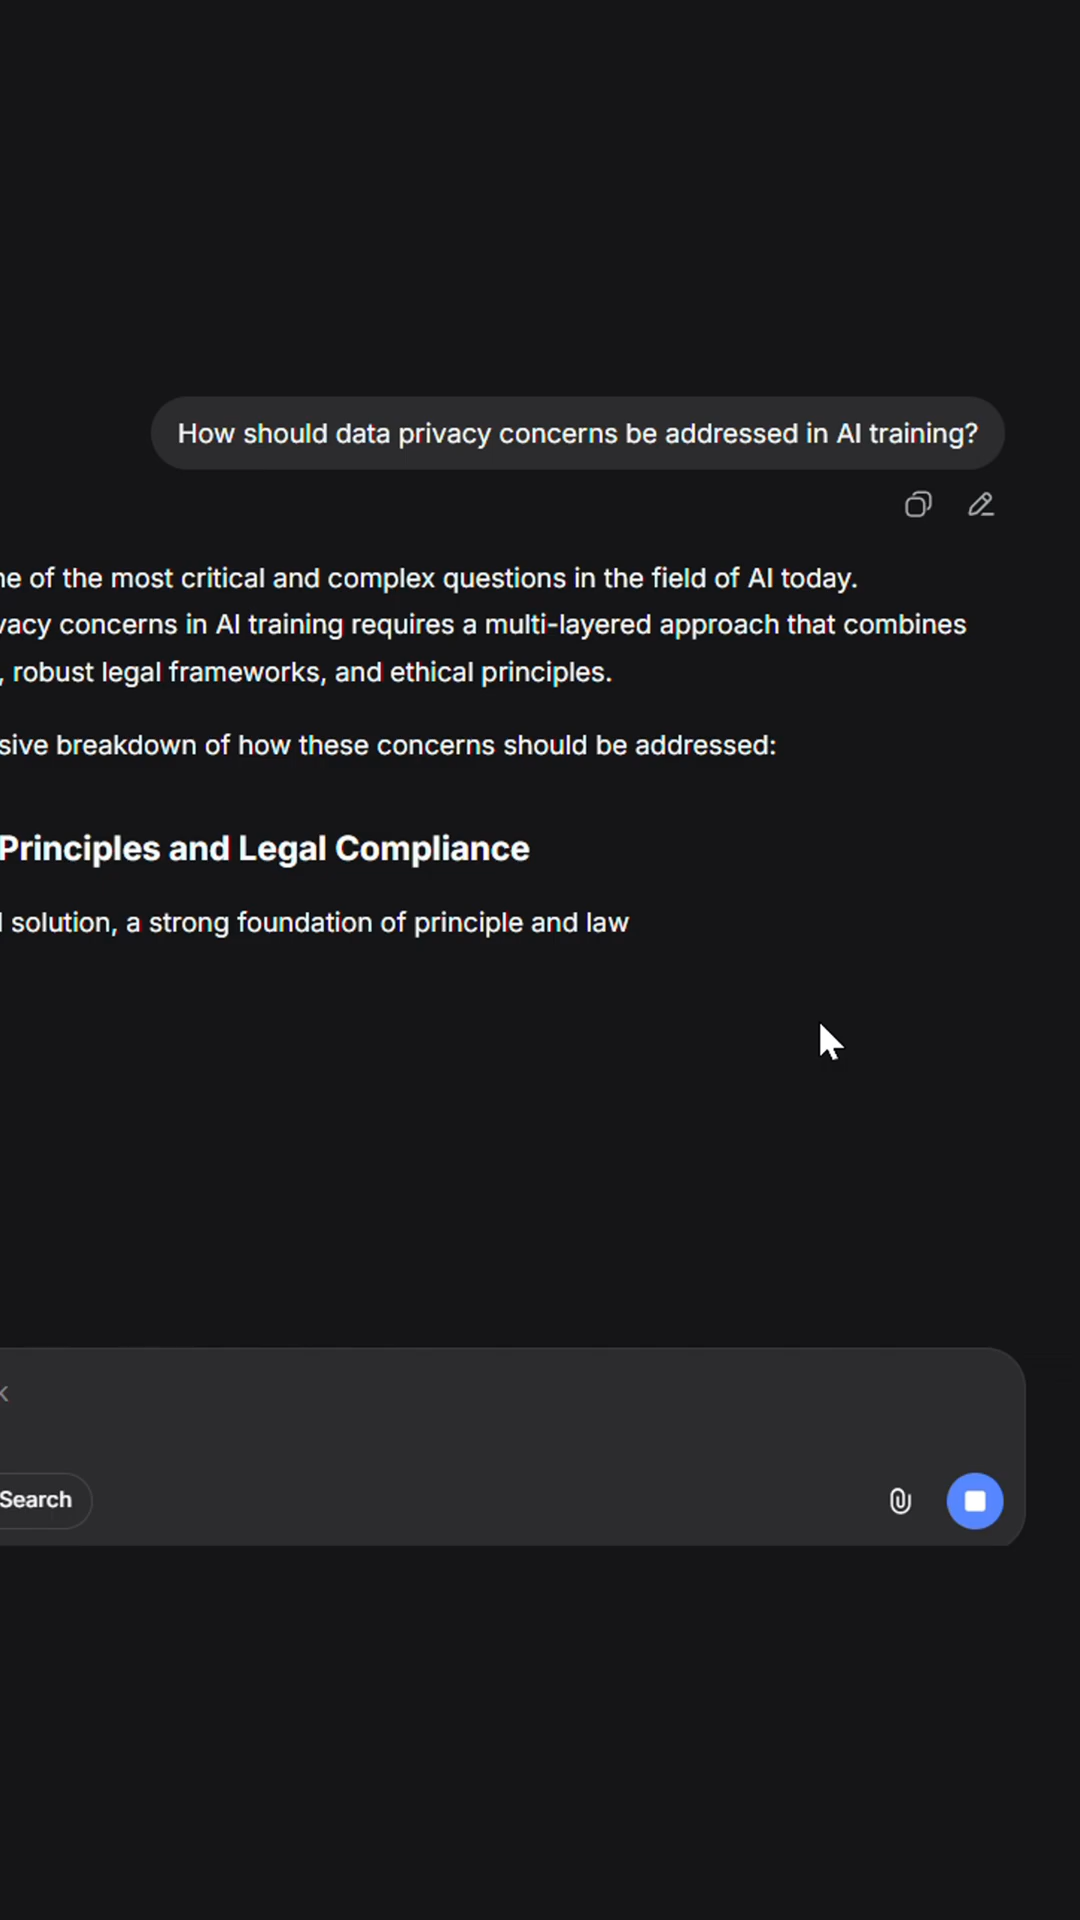 How should data privacy concerns be addressed in AI training?
of the most critical and complex questions in the field of AI today.
concerns in AI training requires a multi-layered approach that combines
, robust legal frameworks, and ethical principles.
breakdown of how these concerns should be addressed:
Principles and Legal Compliance
solution, a strong foundation of principle and law
Search